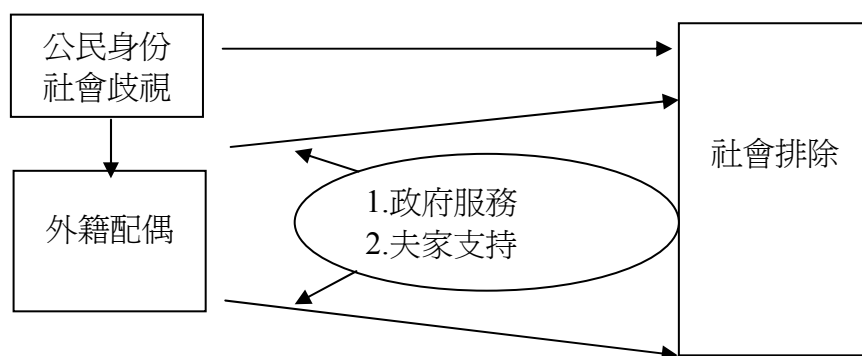 公民身份
社會歧視
外籍配偶
1.政府服務
2.夫家支持
社會排除